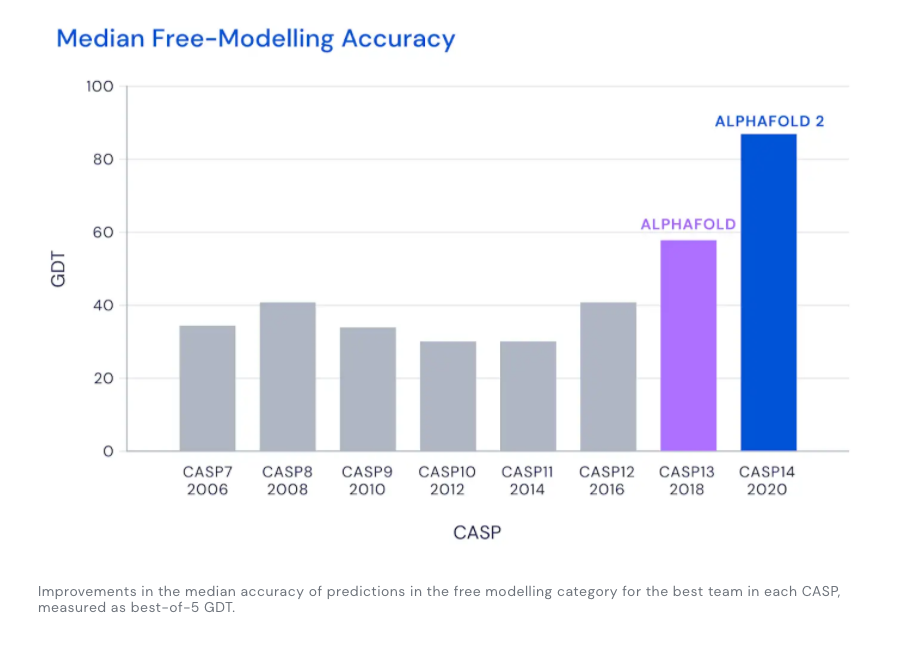 Median Free-Modelling Accuracy
100
80
60
40
20
0
GDT
ALPHAFOLD
ALPHAFOLD 2
CASP7 CASP8 CASP9 CASP10 CASP11 CASP12 CASP13 CASP14
2006 2008 2010 2012 2014 2016 2018 2020
CASP
Improvements in the median accuracy of predictions in the free modelling category for the best team in each CASP,
measured as best-of-5 GDT.